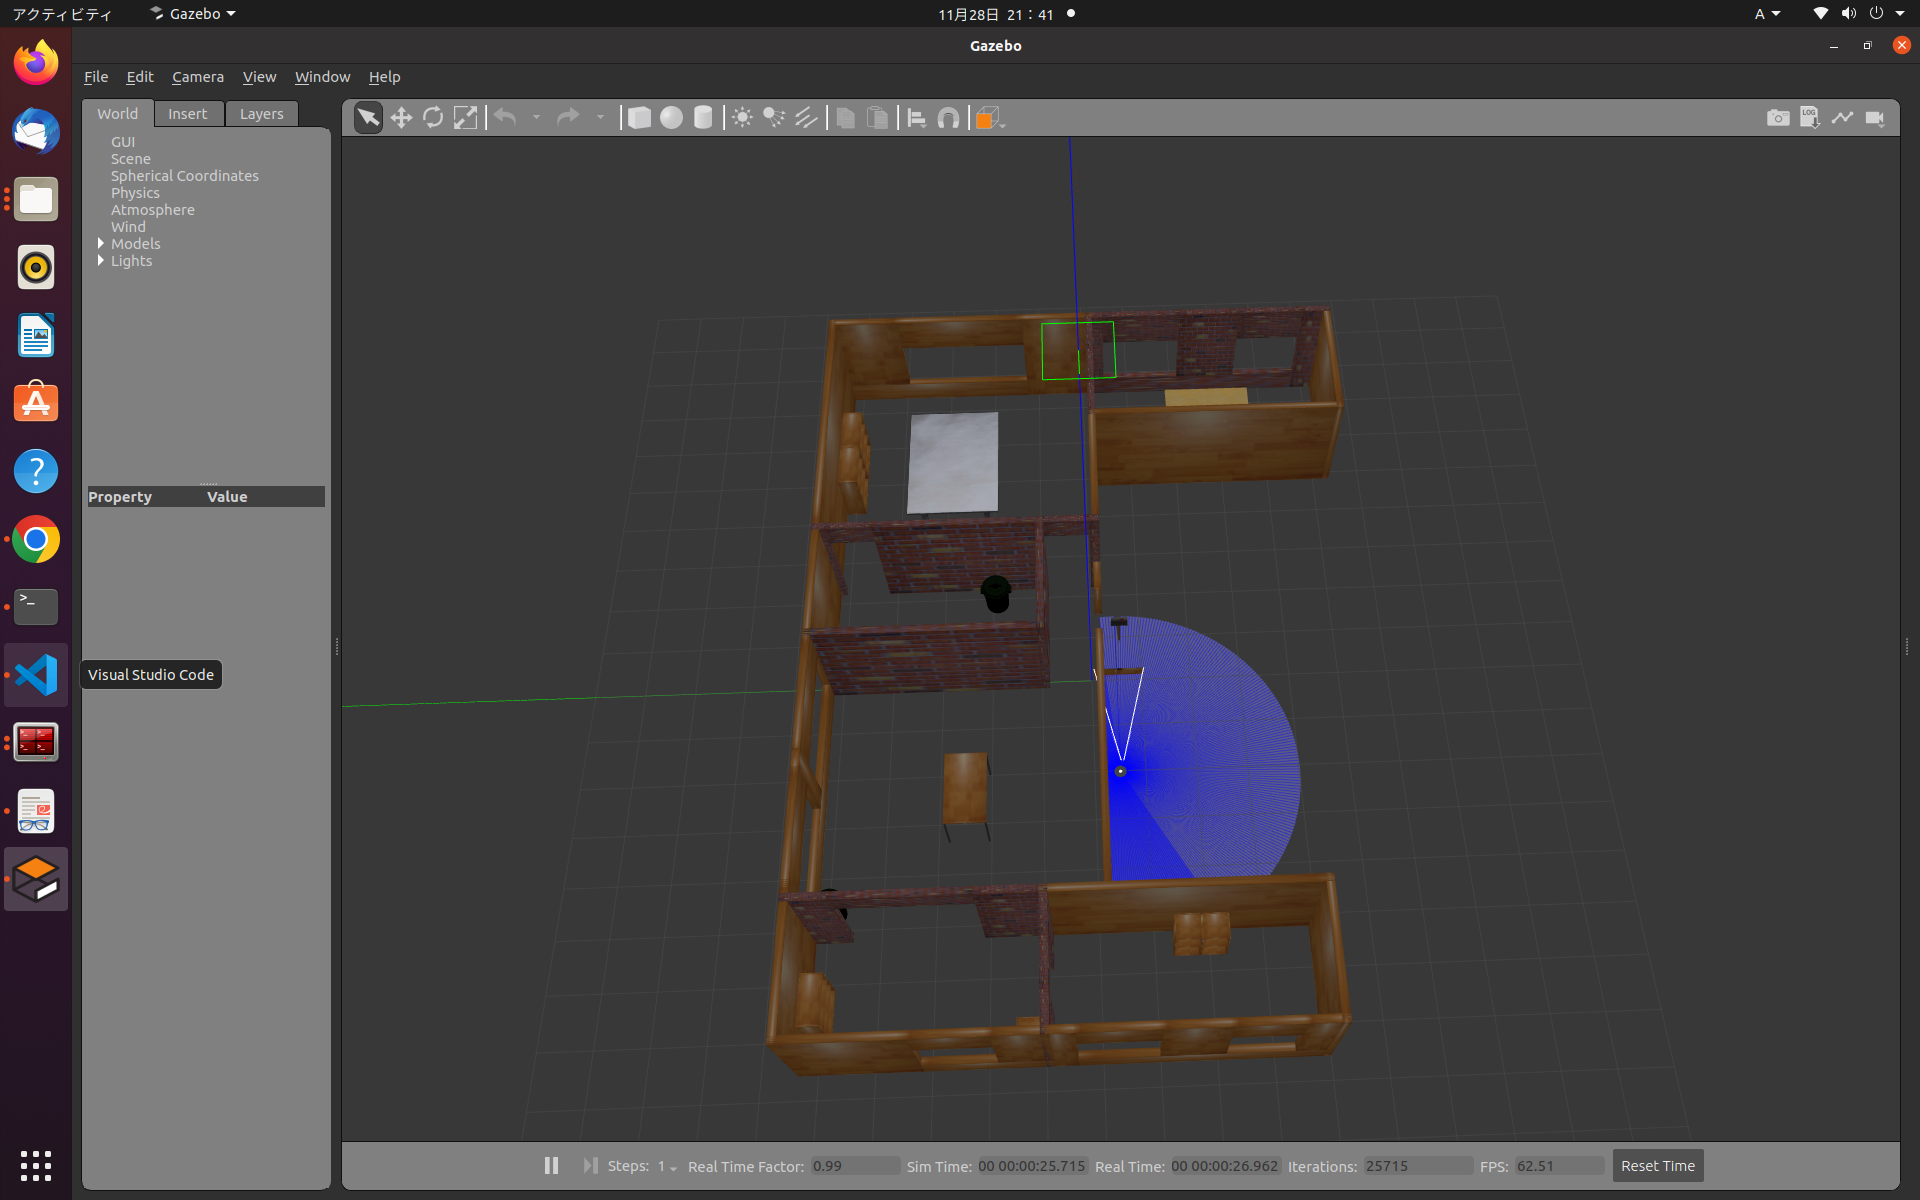 アクティビティ Gazebo 11月28日 21：41 A
Gazebo
File Edit Camera View Window Help
World Insert Layers
LOG
GUI
Scene
Spherical Coordinates
Physics
Atmosphere
Wind
Models
Lights
Property Value
Visual Studio Code
Steps: 1 Real Time Factor: 0.99 Sim Time: 00 00:00:25.715 Real Time: 00 00:00:26.962 Iterations: 25715 FPS: 62.51 Reset Time